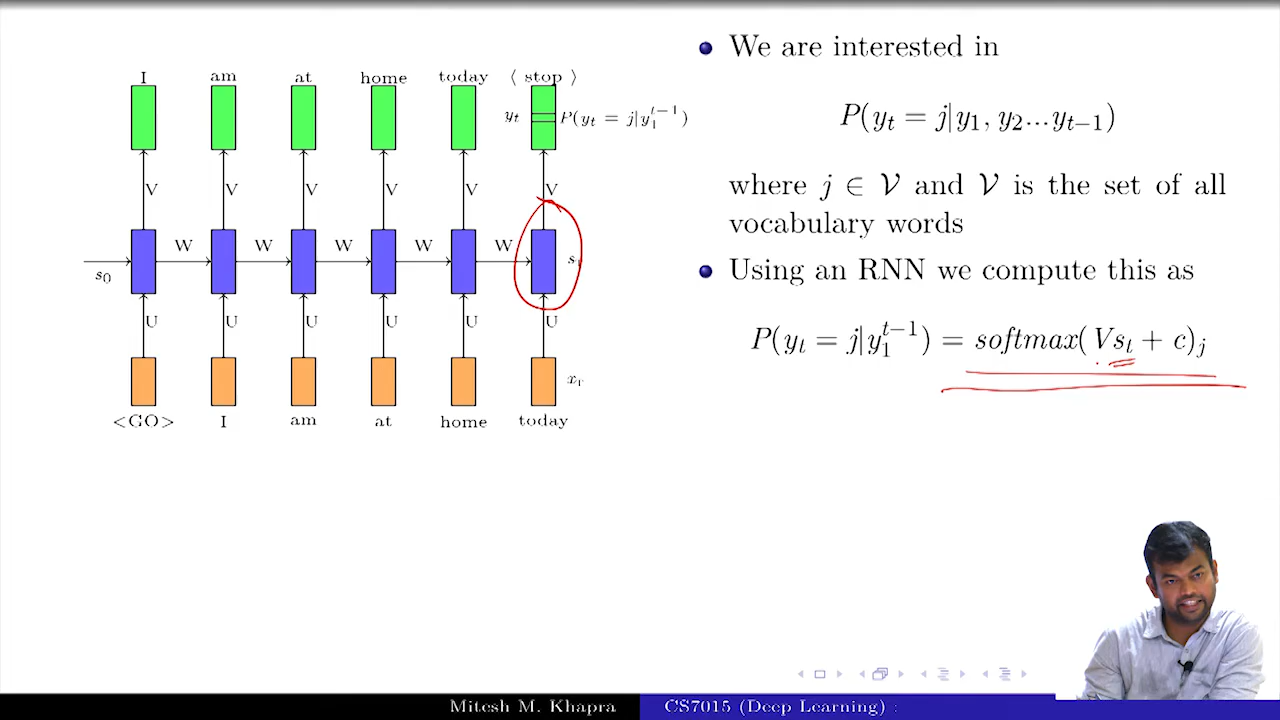 I am at home today ⟨ stop ⟩
y_t P(y_t = j|y_1^{t−1})
V V V V V V
W W W W W
s_0
U U U U U U
<GO> I am at home today
We are interested in
P(y_t = j|y_1, y_2...y_{t−1})
where j ∈ 𝒱 and 𝒱 is the set of all
vocabulary words
Using an RNN we compute this as
P(y_t = j|y_1^{t−1}) = softmax(Vs_t + c)_j
Mitesh M. Khapra CS7015 (Deep Learning) :